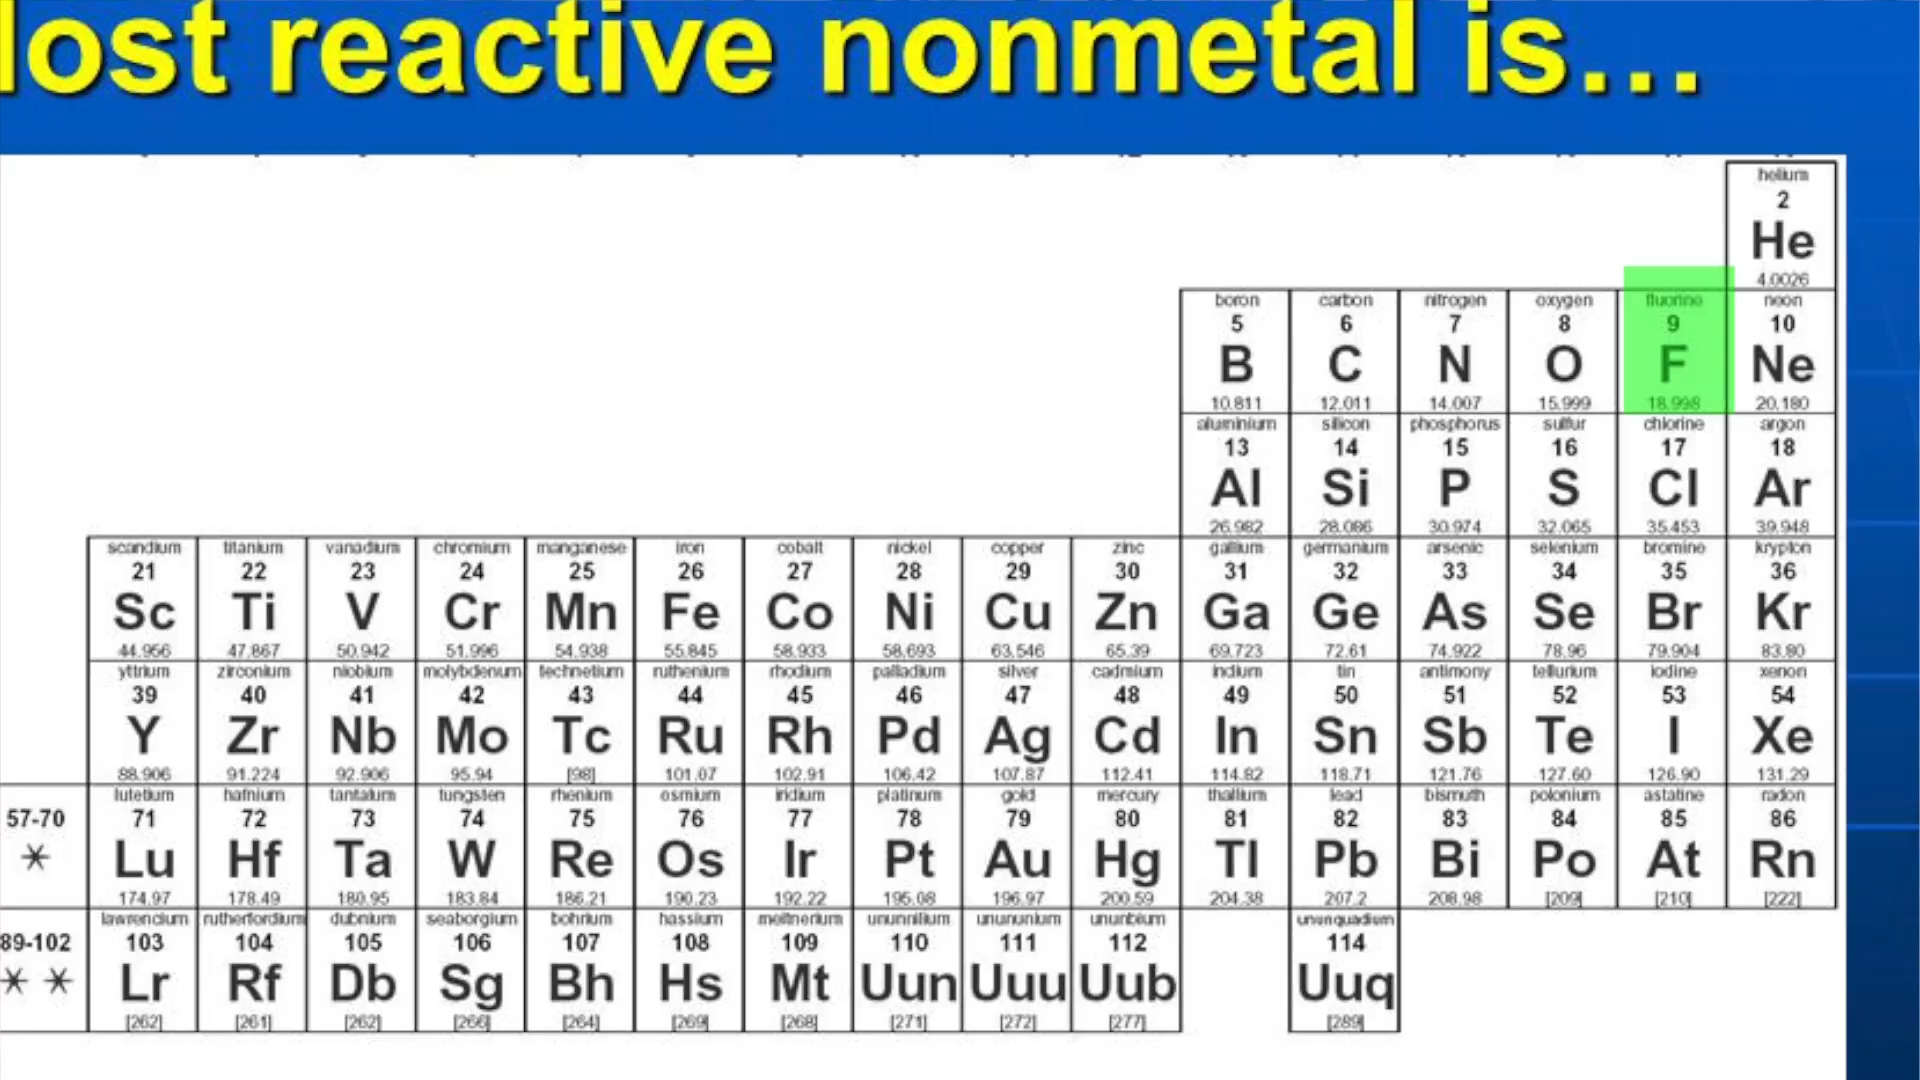 ost reactive nonmetal is...
helium
2
He
4.0026
boron carbon nitrogen oxygen fluorine neon
5 6 7 8 9 10
B C N O F Ne
10.811 12.011 14.007 15.999 18.998 20.180
aluminium silicon phosphorus sulfur chlorine argon
13 14 15 16 17 18
Al Si P S Cl Ar
26.982 28.086 30.974 32.065 35.453 39.948
scandium titanium vanadium chromium manganese iron cobalt nickel copper zinc gallium germanium arsenic selenium bromine krypton
21 22 23 24 25 26 27 28 29 30 31 32 33 34 35 36
Sc Ti V Cr Mn Fe Co Ni Cu Zn Ga Ge As Se Br Kr
44.956 47.867 50.942 51.996 54.938 55.845 58.933 58.693 63.546 65.39 69.723 72.61 74.922 78.96 79.904 83.80
yttrium zirconium niobium molybdenum technetium ruthenium rhodium palladium silver cadmium indium tin antimony tellurium iodine xenon
39 40 41 42 43 44 45 46 47 48 49 50 51 52 53 54
Y Zr Nb Mo Tc Ru Rh Pd Ag Cd In Sn Sb Te I Xe
88.906 91.224 92.906 95.94 [98] 101.07 102.91 106.42 107.87 112.41 114.82 118.71 121.76 127.60 126.90 131.29
lutetium hafnium tantalum tungsten rhenium osmium iridium platinum gold mercury thallium lead bismuth polonium astatine radon
57-70 71 72 73 74 75 76 77 78 79 80 81 82 83 84 85 86
* Lu Hf Ta W Re Os Ir Pt Au Hg Tl Pb Bi Po At Rn
174.97 178.49 180.95 183.84 186.21 190.23 192.22 195.08 196.97 200.59 204.38 207.2 208.98 [209] [210] [222]
lawrencium rutherfordium dubnium seaborgium bohrium hassium meitnerium ununnilium unununium ununbium ununquadium
89-102 103 104 105 106 107 108 109 110 111 112 114
* * Lr Rf Db Sg Bh Hs Mt Uun Uuu Uub Uuq
[262] [261] [262] [266] [264] [269] [268] [271] [272] [277] [289]